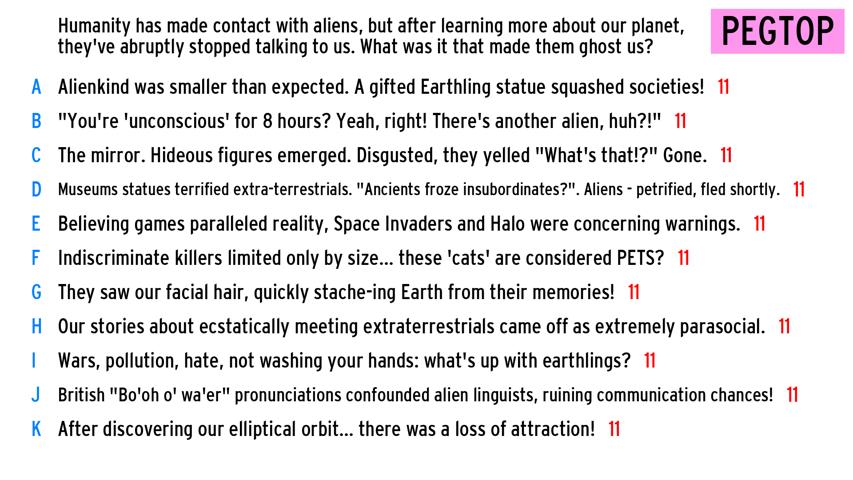 Humanity has made contact with aliens, but after learning more about our planet,
they've abruptly stopped talking to us. What was it that made them ghost us?
PEGTOP
A Alienkind was smaller than expected. A gifted Earthling statue squashed societies! 11
B "You're 'unconscious' for 8 hours? Yeah, right! There's another alien, huh?!" 11
C The mirror. Hideous figures emerged. Disgusted, they yelled "What's that!?" Gone. 11
D Museums statues terrified extra-terrestrials. "Ancients froze insubordinates?". Aliens - petrified, fled shortly. 11
E Believing games paralleled reality, Space Invaders and Halo were concerning warnings. 11
F Indiscriminate killers limited only by size... these 'cats' are considered PETS? 11
G They saw our facial hair, quickly stache-ing Earth from their memories! 11
H Our stories about ecstatically meeting extraterrestrials came off as extremely parasocial. 11
I Wars, pollution, hate, not washing your hands: what's up with earthlings? 11
J British "Bo'oh o' wa'er" pronunciations confounded alien linguists, ruining communication chances! 11
K After discovering our elliptical orbit... there was a loss of attraction! 11